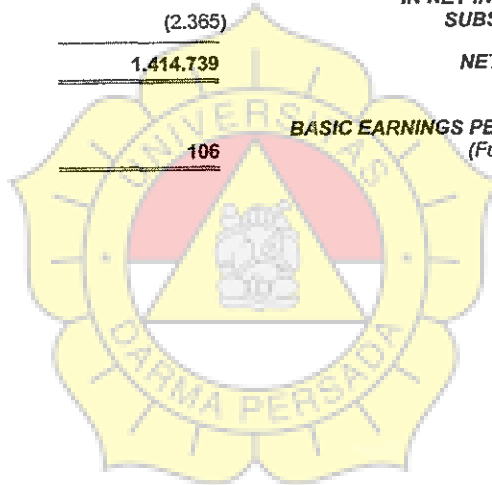 IN NET IN
(2.365) SUBS
1.414.739 NET
BASIC EARNINGS PE
106 (Fu
UNIVERSITAS
DARMA PERSADA